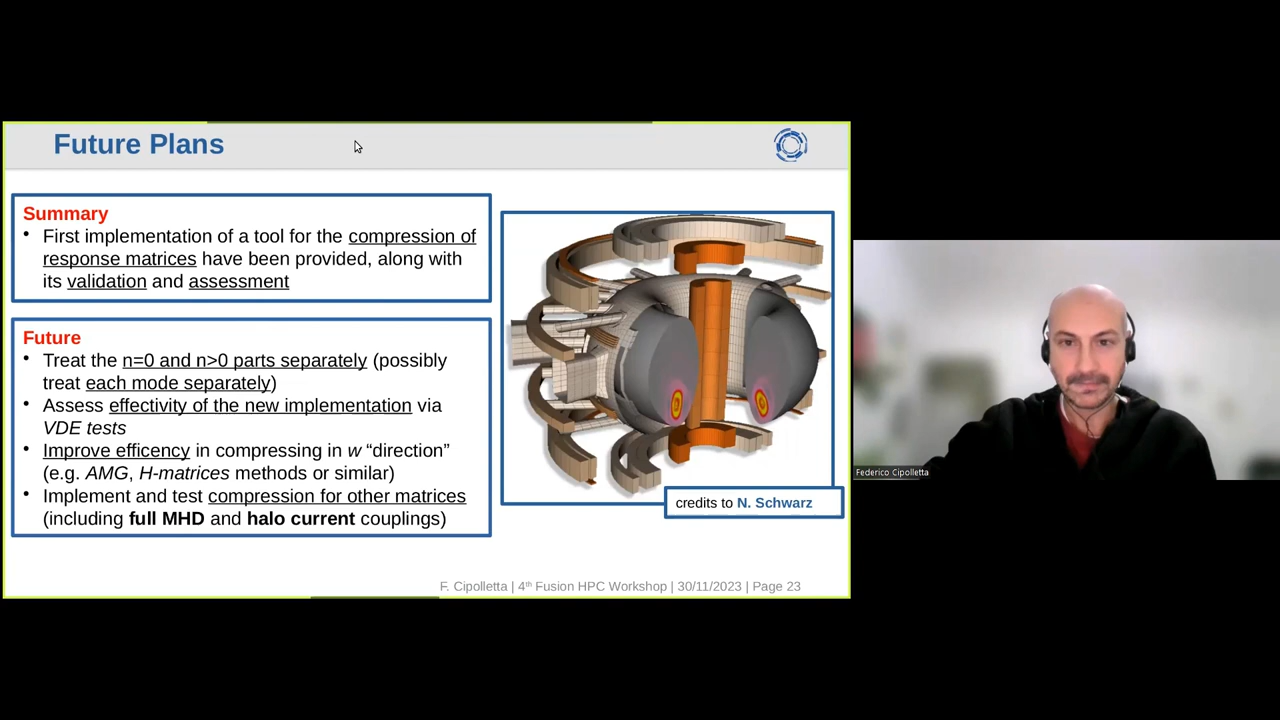 Future Plans
Summary
• First implementation of a tool for the compression of
response matrices have been provided, along with
its validation and assessment
Future
• Treat the n=0 and n>0 parts separately (possibly
treat each mode separately)
• Assess effectivity of the new implementation via
VDE tests
• Improve efficency in compressing in w “direction”
(e.g. AMG, H-matrices methods or similar)
• Implement and test compression for other matrices
(including full MHD and halo current couplings)
credits to N. Schwarz
F. Cipolletta | 4th Fusion HPC Workshop | 30/11/2023 | Page 23
Federico Cipolletta